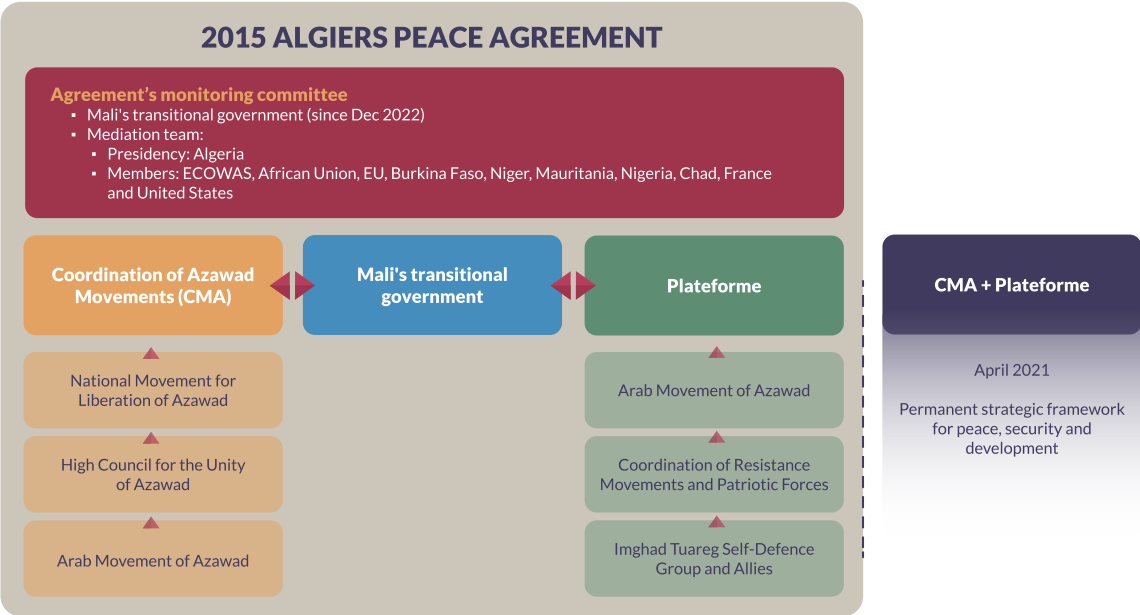 2015 ALGIERS PEACE AGREEMENT
Agreement's monitoring committee
▪ Mali's transitional government (since Dec 2022)
▪ Mediation team:
▪ Presidency: Algeria
▪ Members: ECOWAS, African Union, EU, Burkina Faso, Niger, Mauritania, Nigeria, Chad, France
and United States
Coordination of Azawad
Movements (CMA)
Mali's transitional
government
Plateforme
CMA + Plateforme
National Movement for
Liberation of Azawad
High Council for the Unity
of Azawad
Arab Movement of Azawad
Arab Movement of Azawad
Coordination of Resistance
Movements and Patriotic Forces
Imghad Tuareg Self-Defence
Group and Allies
April 2021
Permanent strategic framework
for peace, security and
development